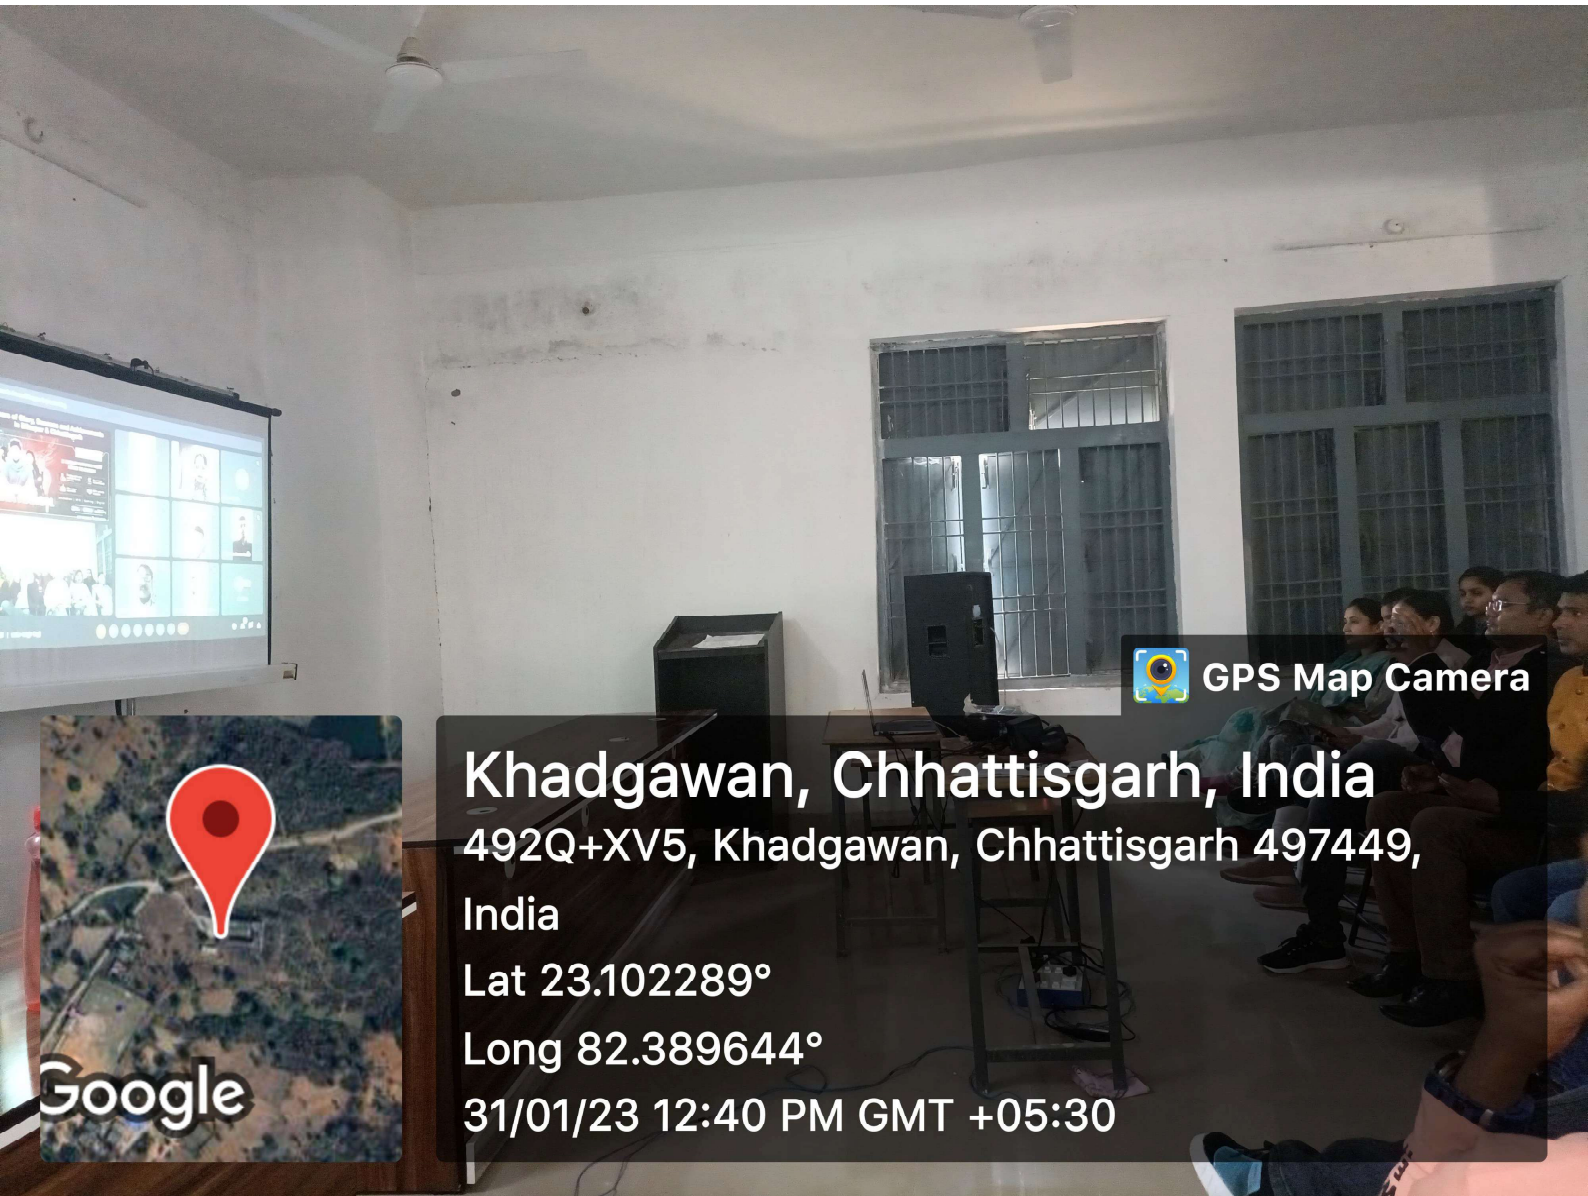 GPS Map Camera
Khadgawan, Chhattisgarh, India
492Q+XV5, Khadgawan, Chhattisgarh 497449,
India
Lat 23.102289°
Long 82.389644°
31/01/23 12:40 PM GMT +05:30
Google